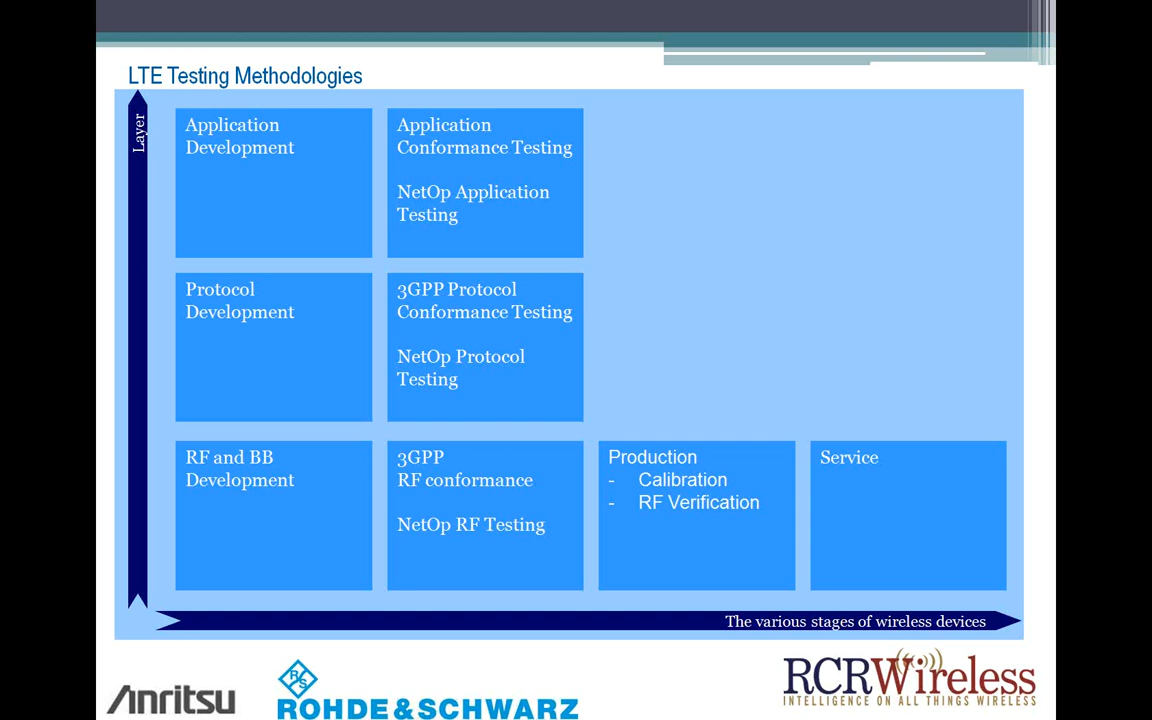 LTE Testing Methodologies
Layer
Application
Development
Application
Conformance Testing
NetOp Application
Testing
Protocol
Development
3GPP Protocol
Conformance Testing
NetOp Protocol
Testing
RF and BB
Development
3GPP
RF conformance
NetOp RF Testing
Production
- Calibration
- RF Verification
Service
The various stages of wireless devices
Anritsu
R S
ROHDE & SCHWARZ
RCRWireless
INTELLIGENCE ON ALL THINGS WIRELESS